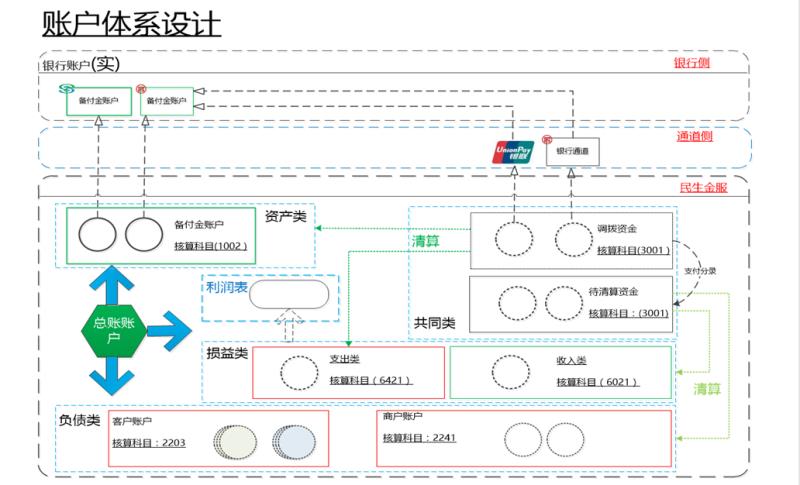 账户体系设计
银行账户(实)
银行侧
备付金账户
备付金账户
通道侧
UnionPay
银联
银行通道
民生金服
备付金账户
核算科目(1002)
资产类
清算
调拨资金
核算科目(3001)
支付分录
待清算资金
核算科目：(3001)
共同类
利润表
总账账
户
损益类
支出类
核算科目（6421）
收入类
核算科目（6021）
清算
负债类
客户账户
核算科目：2203
商户账户
核算科目：2241